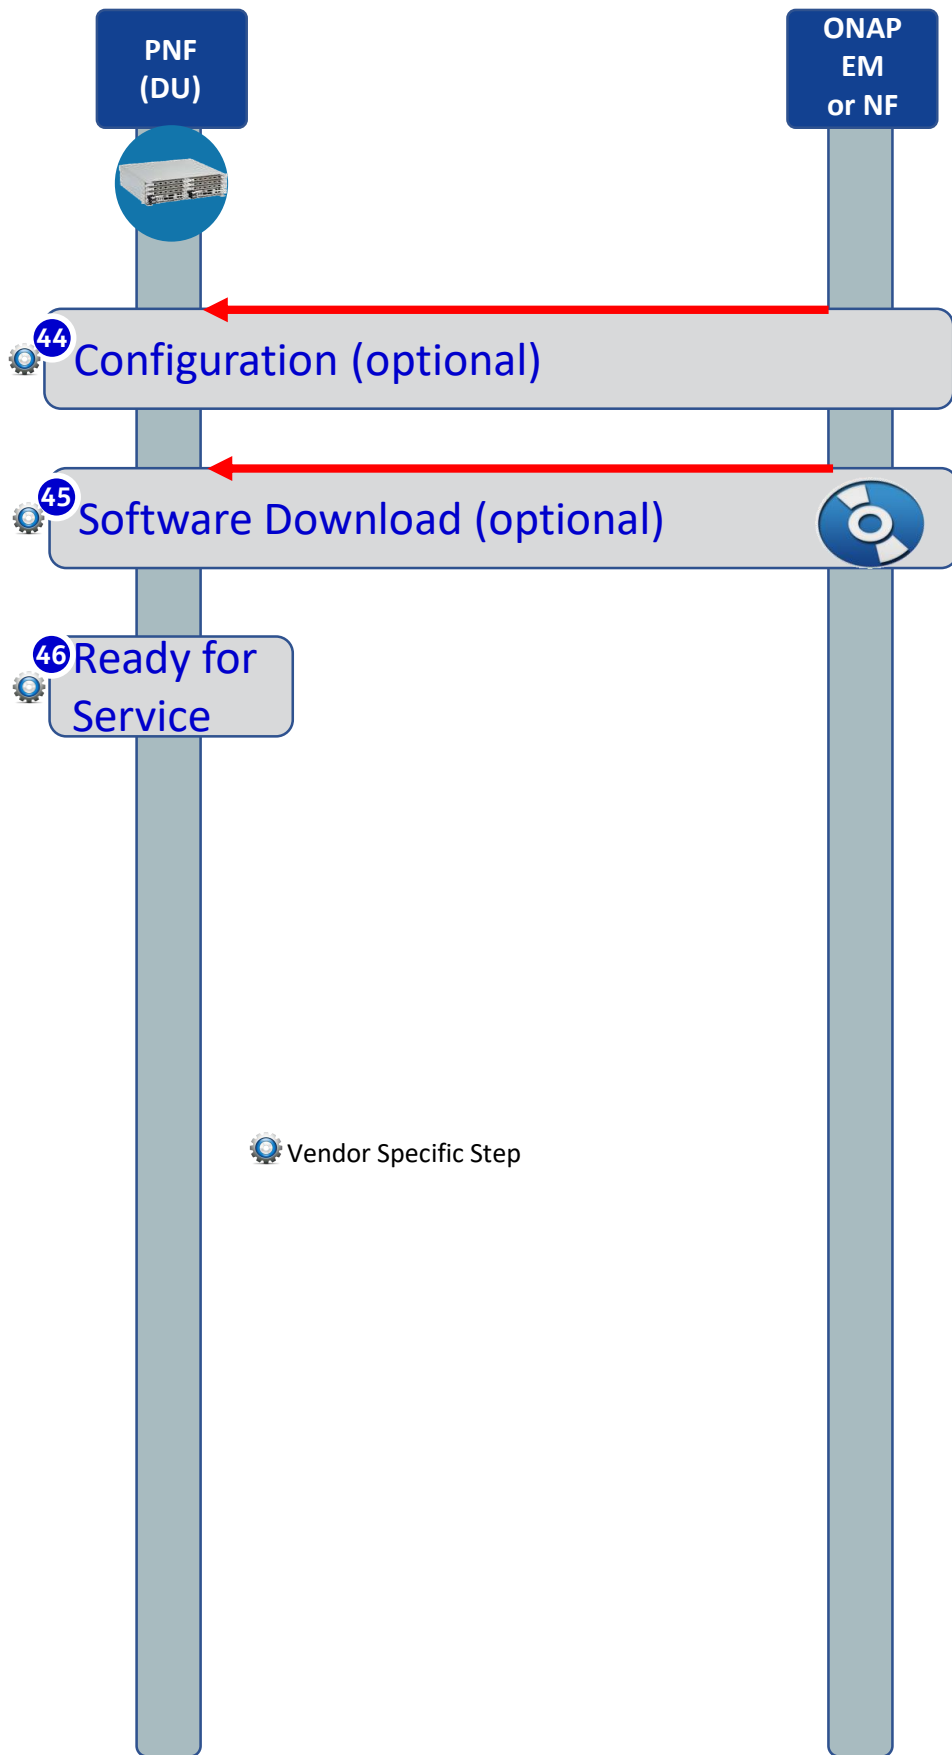 PNF
(DU)
ONAP
EM
or NF
44
Configuration (optional)
45
Software Download (optional)
46
Ready for
Service
Vendor Specific Step